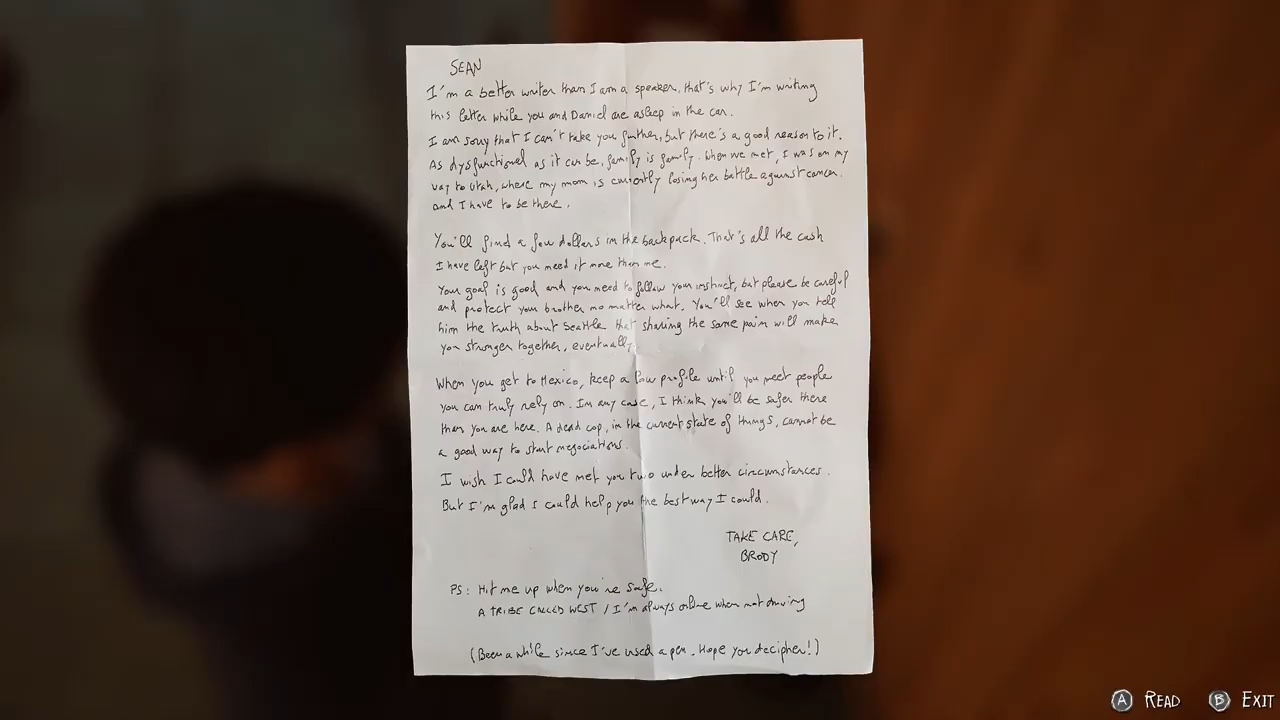 SEAN
I'm a better writer than I am a speaker, that's why I'm writing
this letter while you and Daniel are asleep in the car.
I am sorry that I can't take you further, but there's a good reason to it.
As dysfunctional as it can be, family is family. When we met, I was on my
way to Utah, where my mom is currently losing her battle against cancer.
and I have to be there.
You'll find a few dollars in the backpack. That's all the cash
I have left but you need it more than me.
Your goal is good and you need to follow your instinct, but please be careful
and protect your brother no matter what. You'll see when you help
him the truth about Seattle that sharing the same pain will make
you stronger together, eventually.
When you get to Mexico, keep a low profile until you meet people
you can truly rely on. In any case, I think you'll be safer there
than you are here. A dead cop, in the current state of things, cannot be
a good way to start negociations.
I wish I could have met you two under better circumstances.
But I'm glad I could help you the best way I could.
TAKE CARE,
BRODY
PS: Hit me up when you're safe.
A TRIBE CALLED WEST / I'm always online when not driving
(Been a while since I've used a pen. Hope you decipher!)
A READ B EXIT